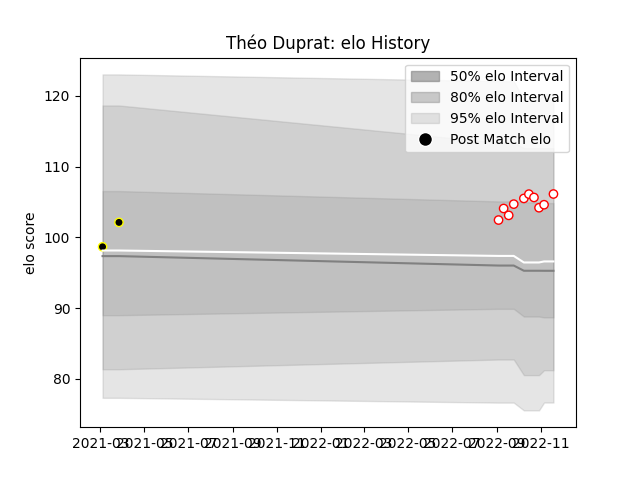 Théo Duprat: elo History
50% elo Interval
80% elo Interval
95% elo Interval
Post Match elo
elo score
120
110
100
90
80
2021-03 2021-05 2021-07 2021-09 2021-11 2022-01 2022-03 2022-05 2022-07 2022-09 2022-11